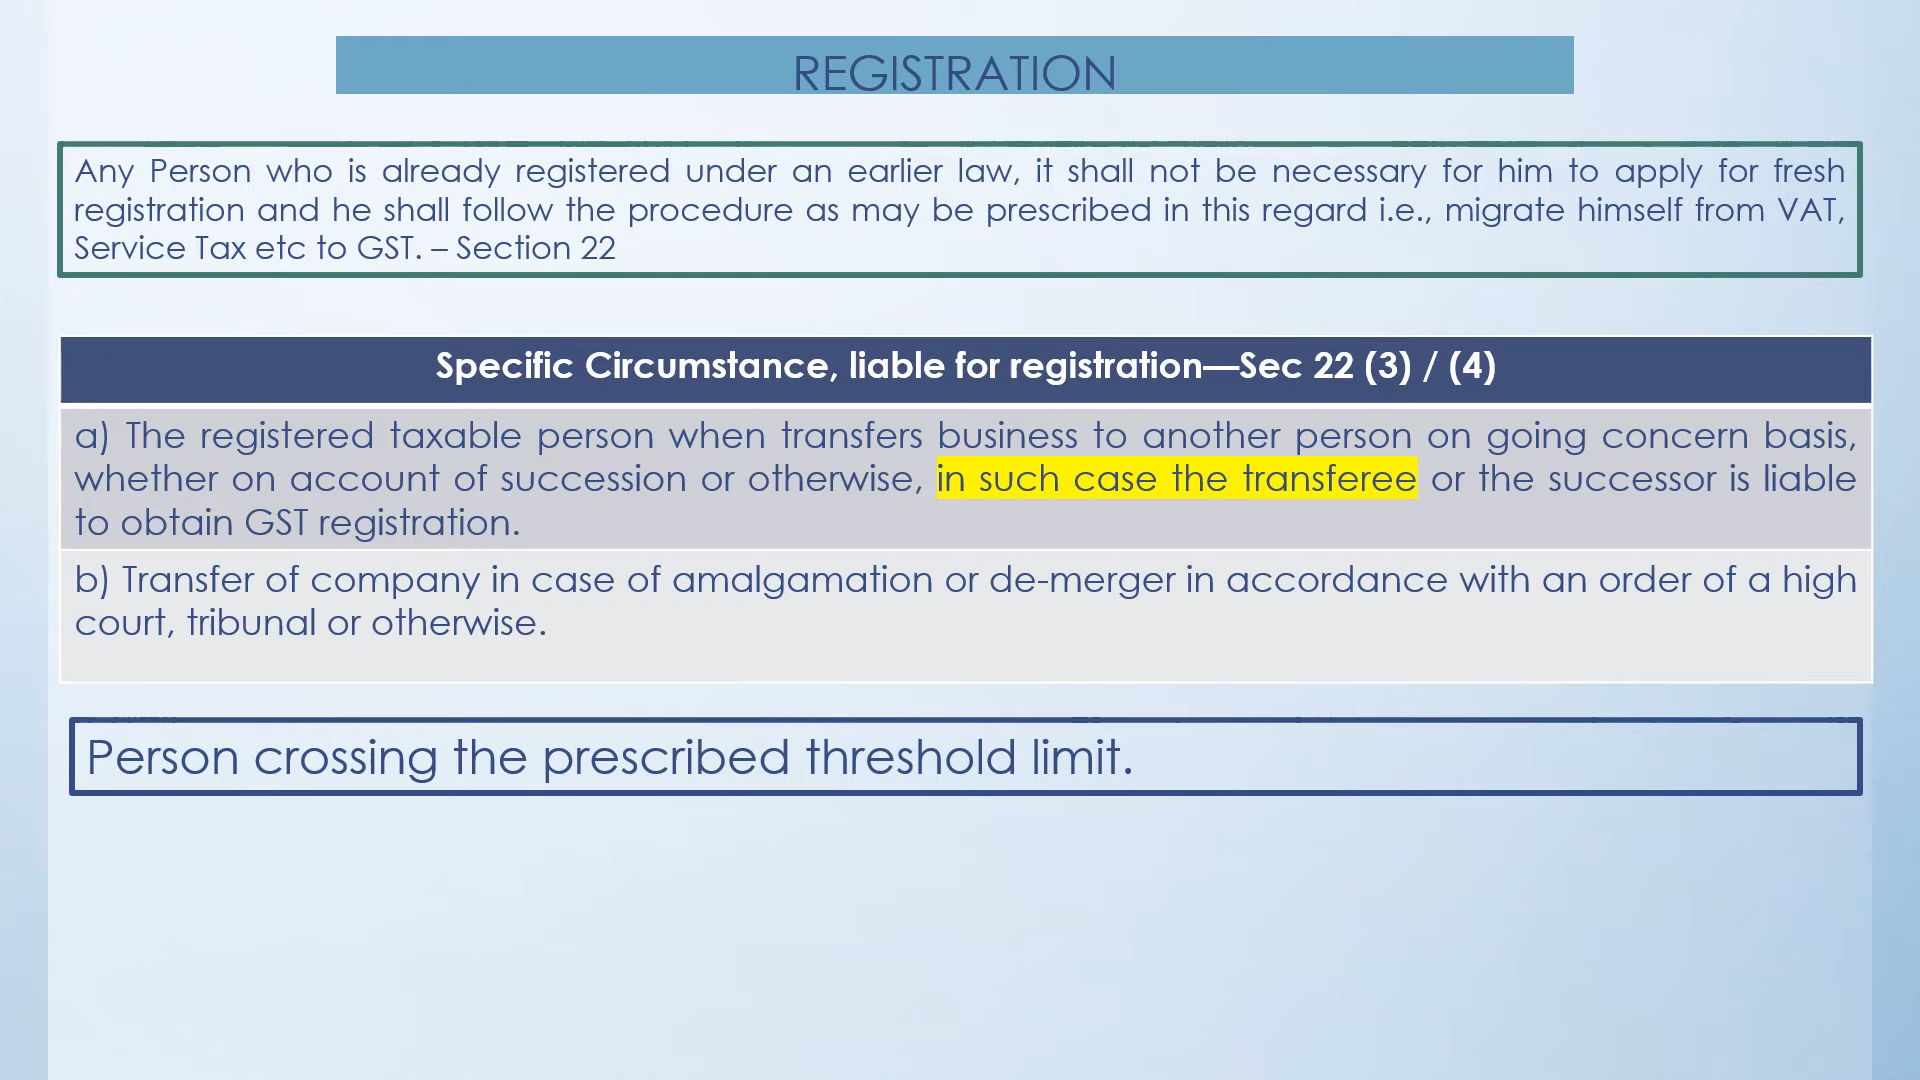 REGISTRATION
Any Person who is already registered under an earlier law, it shall not be necessary for him to apply for fresh
registration and he shall follow the procedure as may be prescribed in this regard i.e., migrate himself from VAT,
Service Tax etc to GST. – Section 22
Specific Circumstance, liable for registration—Sec 22 (3) / (4)
a) The registered taxable person when transfers business to another person on going concern basis,
whether on account of succession or otherwise, in such case the transferee or the successor is liable
to obtain GST registration.
b) Transfer of company in case of amalgamation or de-merger in accordance with an order of a high
court, tribunal or otherwise.
Person crossing the prescribed threshold limit.